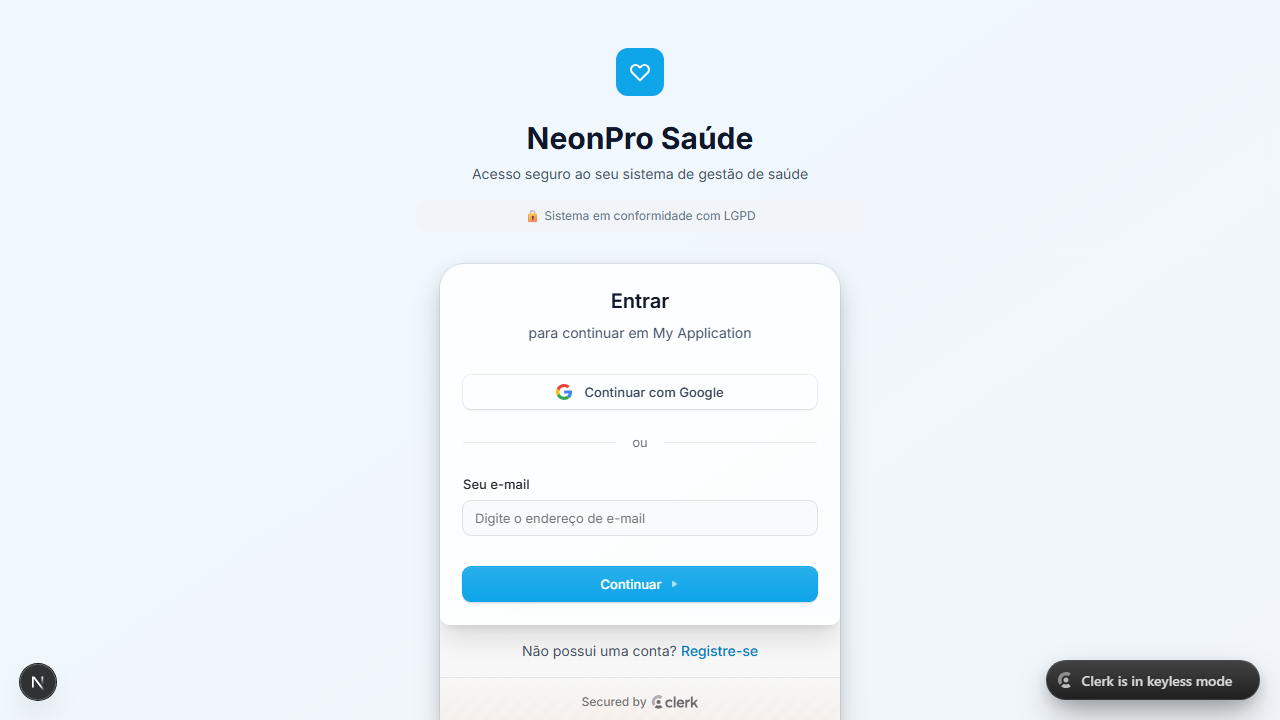 NeonPro Saúde
Acesso seguro ao seu sistema de gestão de saúde
🔒 Sistema em conformidade com LGPD
Entrar
para continuar em My Application
Continuar com Google
ou
Seu e-mail
Digite o endereço de e-mail
Continuar
Não possui uma conta? Registre-se
Secured by clerk
N
Clerk is in keyless mode